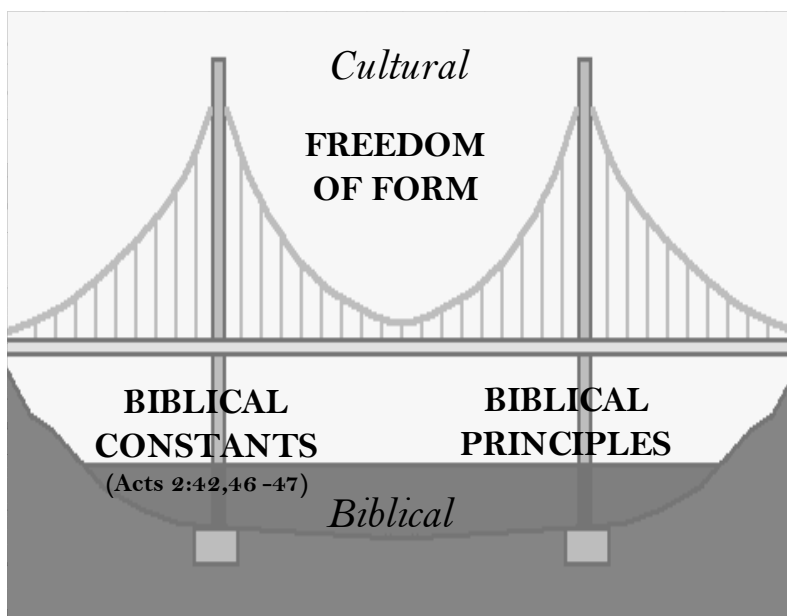 Cultural
FREEDOM
OF FORM
BIBLICAL
CONSTANTS
(Acts 2:42,46 -47)
BIBLICAL
PRINCIPLES
Biblical